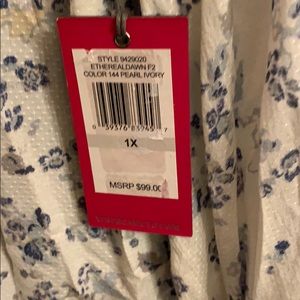 STYLE 9429020
ETHEREALDAWN F2
COLOR 144 PEARL IVORY
1X
MSRP $99.00